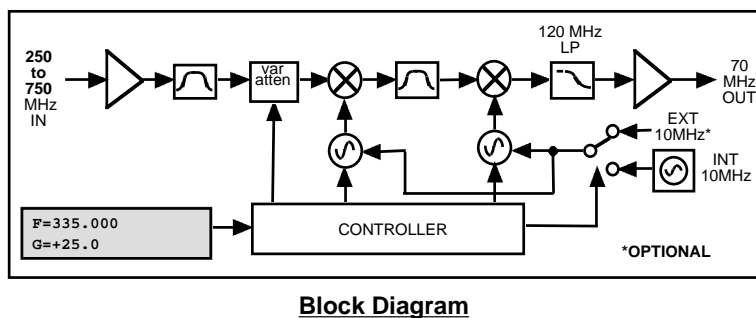 250
to
750
MHz
IN
var
atten
120 MHz
LP
70
MHz
OUT
EXT
10MHz*
INT
10MHz
F=335.000
G=+25.0
CONTROLLER
*OPTIONAL
Block Diagram